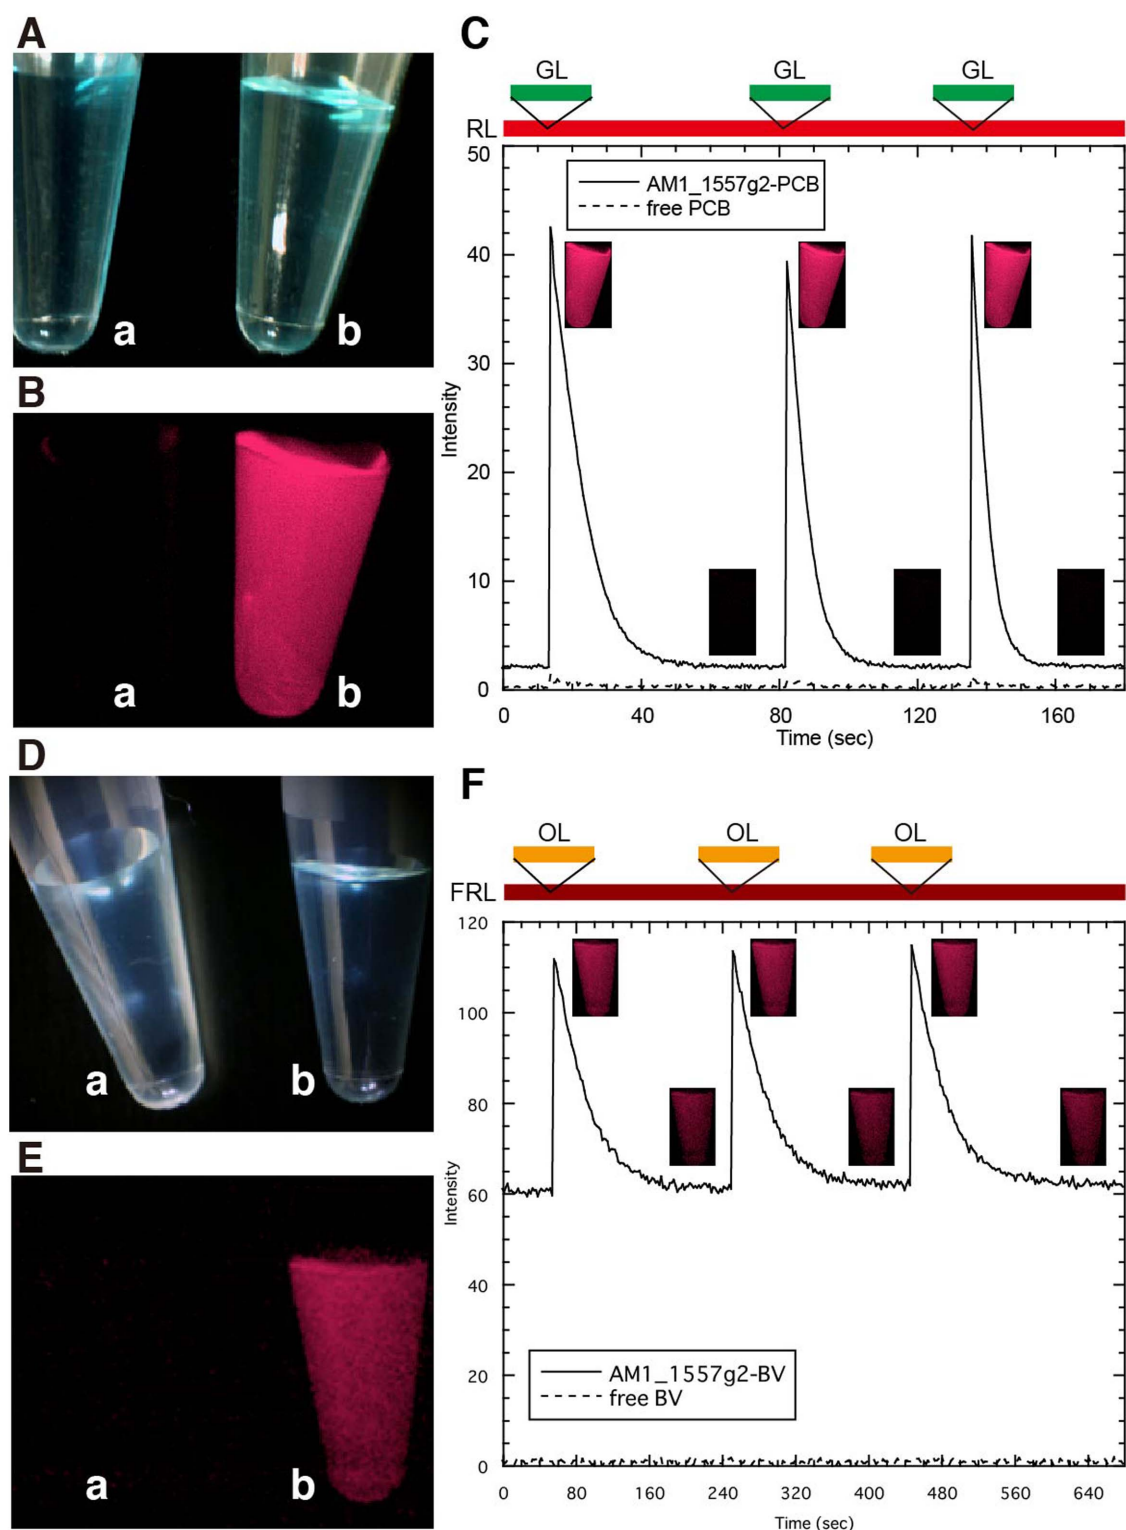 A
a
b
B
a
b
C
GL GL GL
RL
50
40
30
20
10
0
Intensity
AM1_1557g2-PCB
free PCB
0 40 80 120 160
Time (sec)
D
a
b
E
a
b
F
OL OL OL
FRL
120
100
80
60
40
20
0
Intensity
AM1_1557g2-BV
free BV
0 80 160 240 320 400 480 560 640
Time (sec)